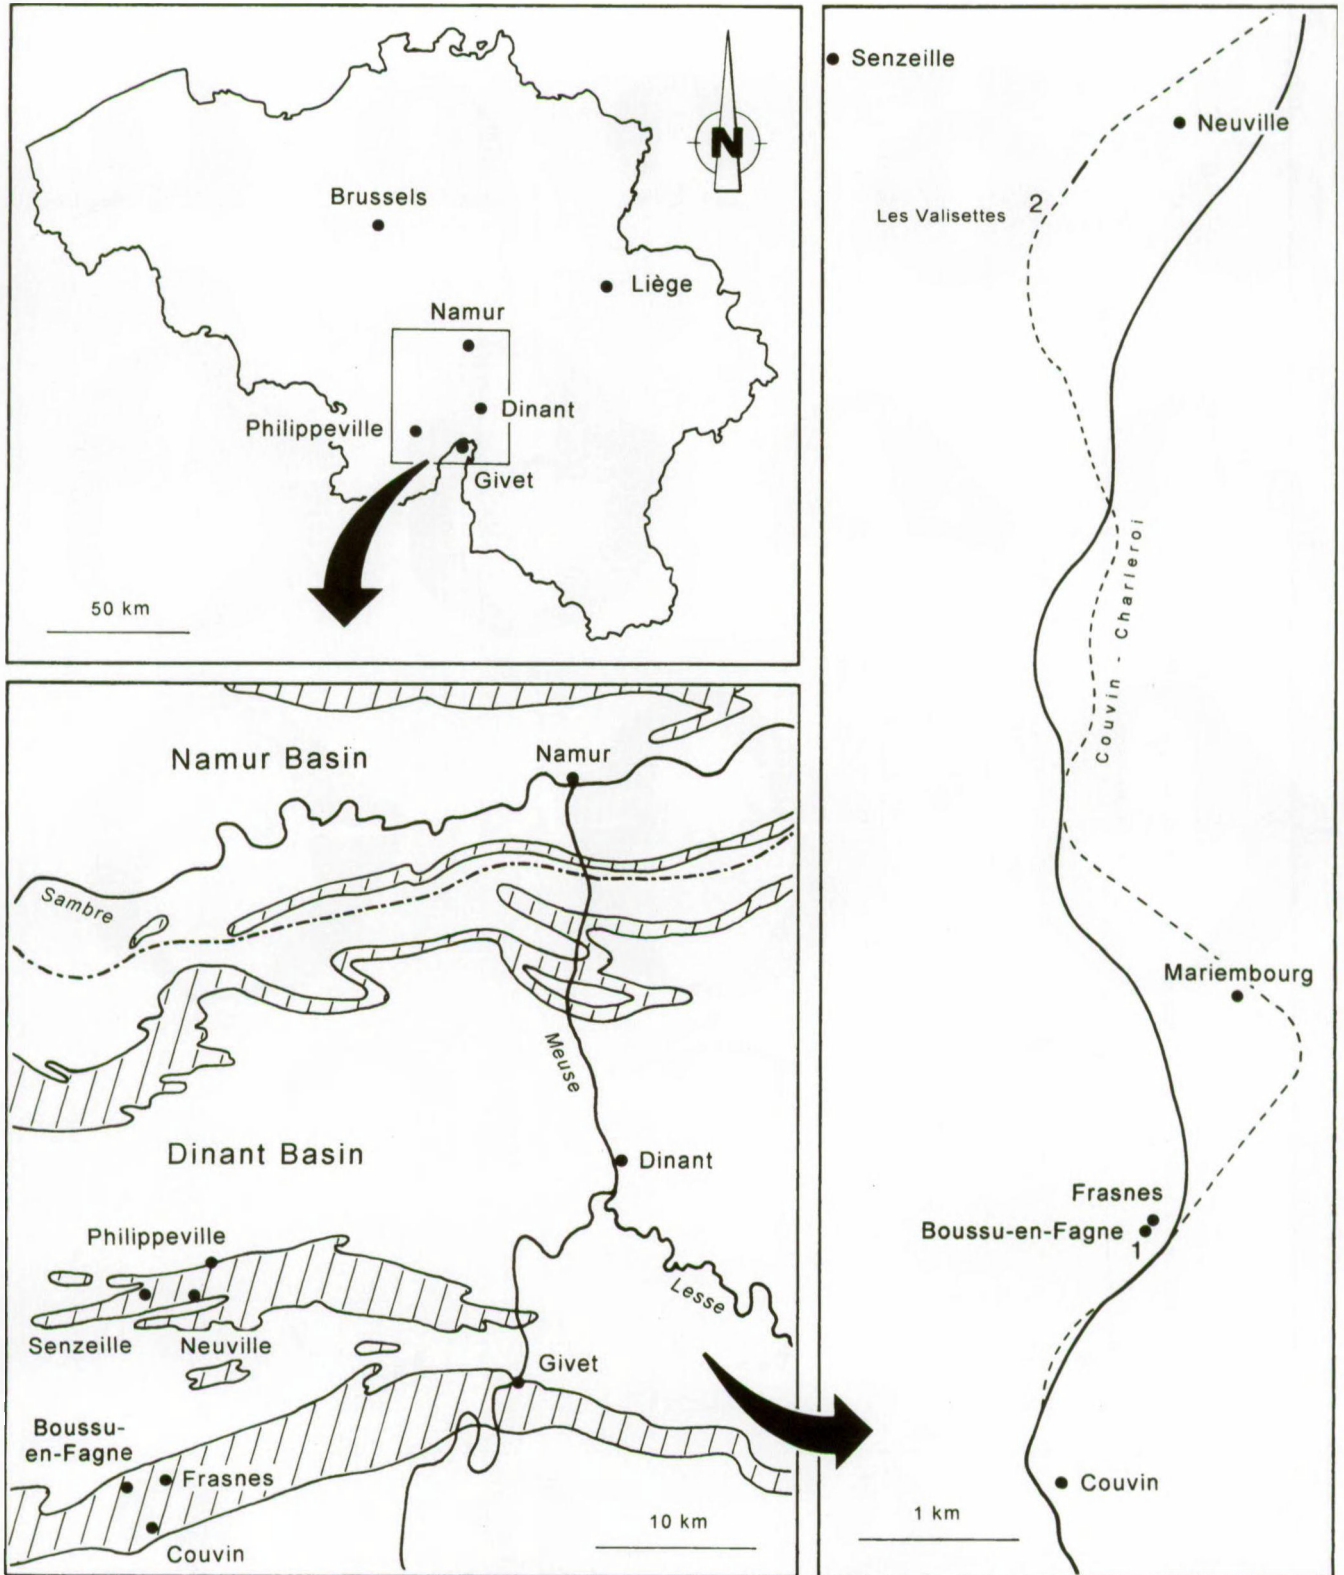 N
Brussels
Liège
Namur
Dinant
Philippeville
Givet
50 km
Namur Basin
Namur
Sambre
Meuse
Dinant Basin
Dinant
Philippeville
Lesse
Senzeille
Neuville
Givet
Boussu-
en-Fagne
Frasnes
10 km
Couvin
Senzeille
Neuville
Les Valisettes 2
Couvin - Charleroi
Mariembourg
Frasnes
Boussu-en-Fagne
1
Couvin
1 km